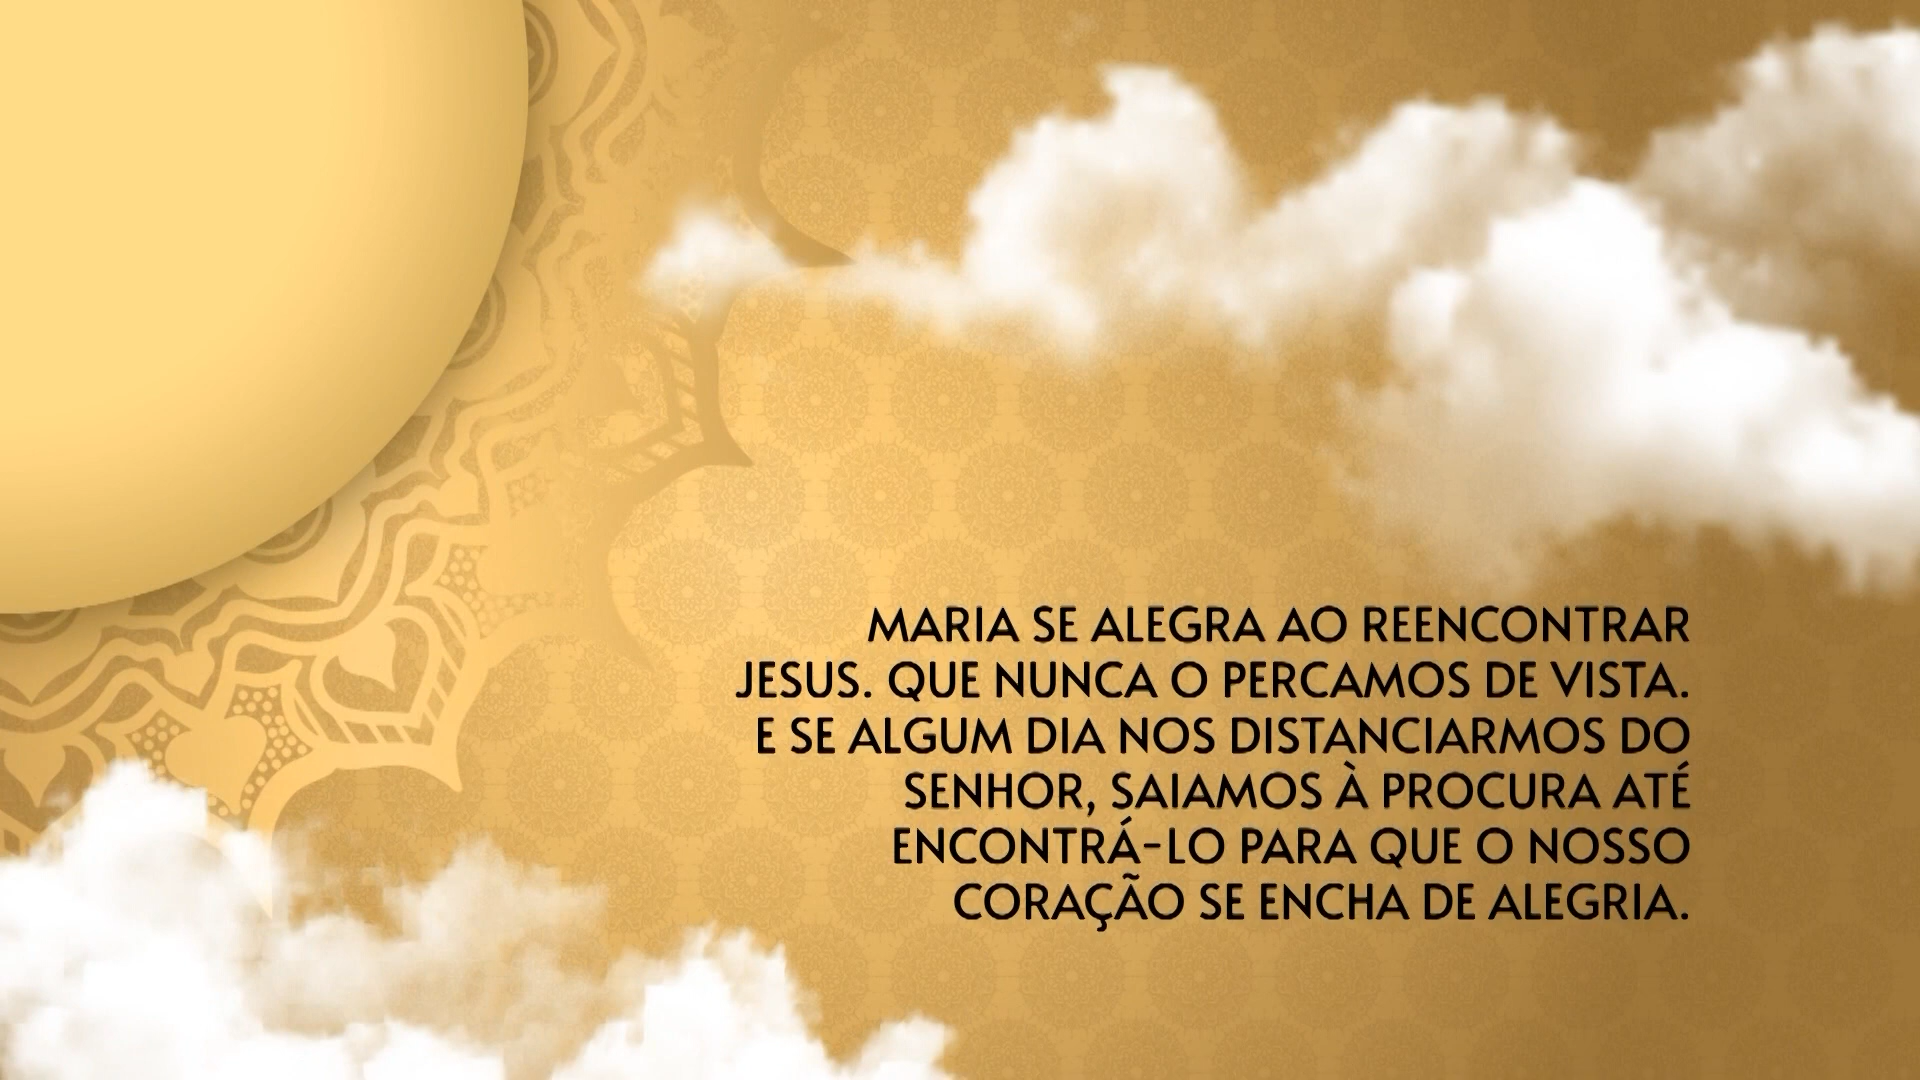 MARIA SE ALEGRA AO REENCONTRAR
JESUS. QUE NUNCA O PERCAMOS DE VISTA.
E SE ALGUM DIA NOS DISTANCIARMOS DO
SENHOR, SAIAMOS À PROCURA ATÉ
ENCONTRÁ-LO PARA QUE O NOSSO
CORAÇÃO SE ENCHA DE ALEGRIA.